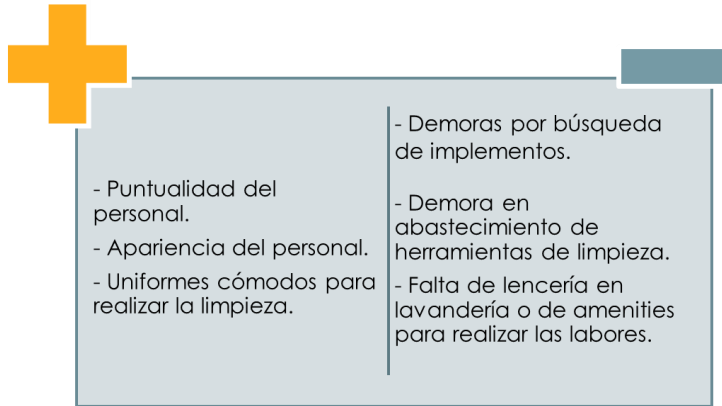 - Puntualidad del
personal.
- Apariencia del personal.
- Uniformes cómodos para
realizar la limpieza.
- Demoras por búsqueda
de implementos.
- Demora en
abastecimiento de
herramientas de limpieza.
- Falta de lencería en
lavandería o de amenities
para realizar las labores.